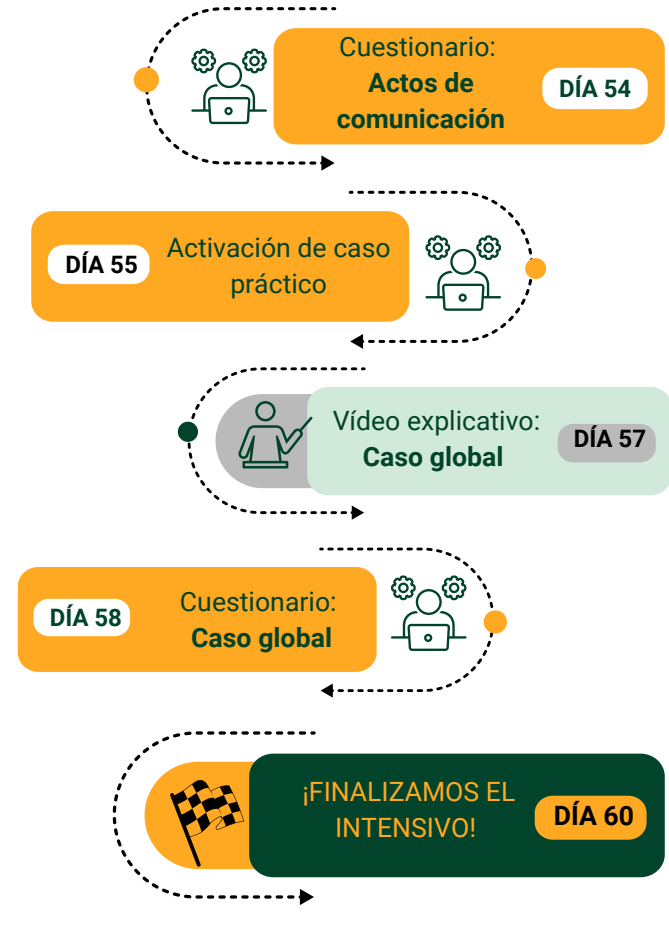 Cuestionario:
Actos de
comunicación
DÍA 54
DÍA 55
Activación de caso
práctico
Vídeo explicativo:
Caso global
DÍA 57
DÍA 58
Cuestionario:
Caso global
¡FINALIZAMOS EL
INTENSIVO!
DÍA 60